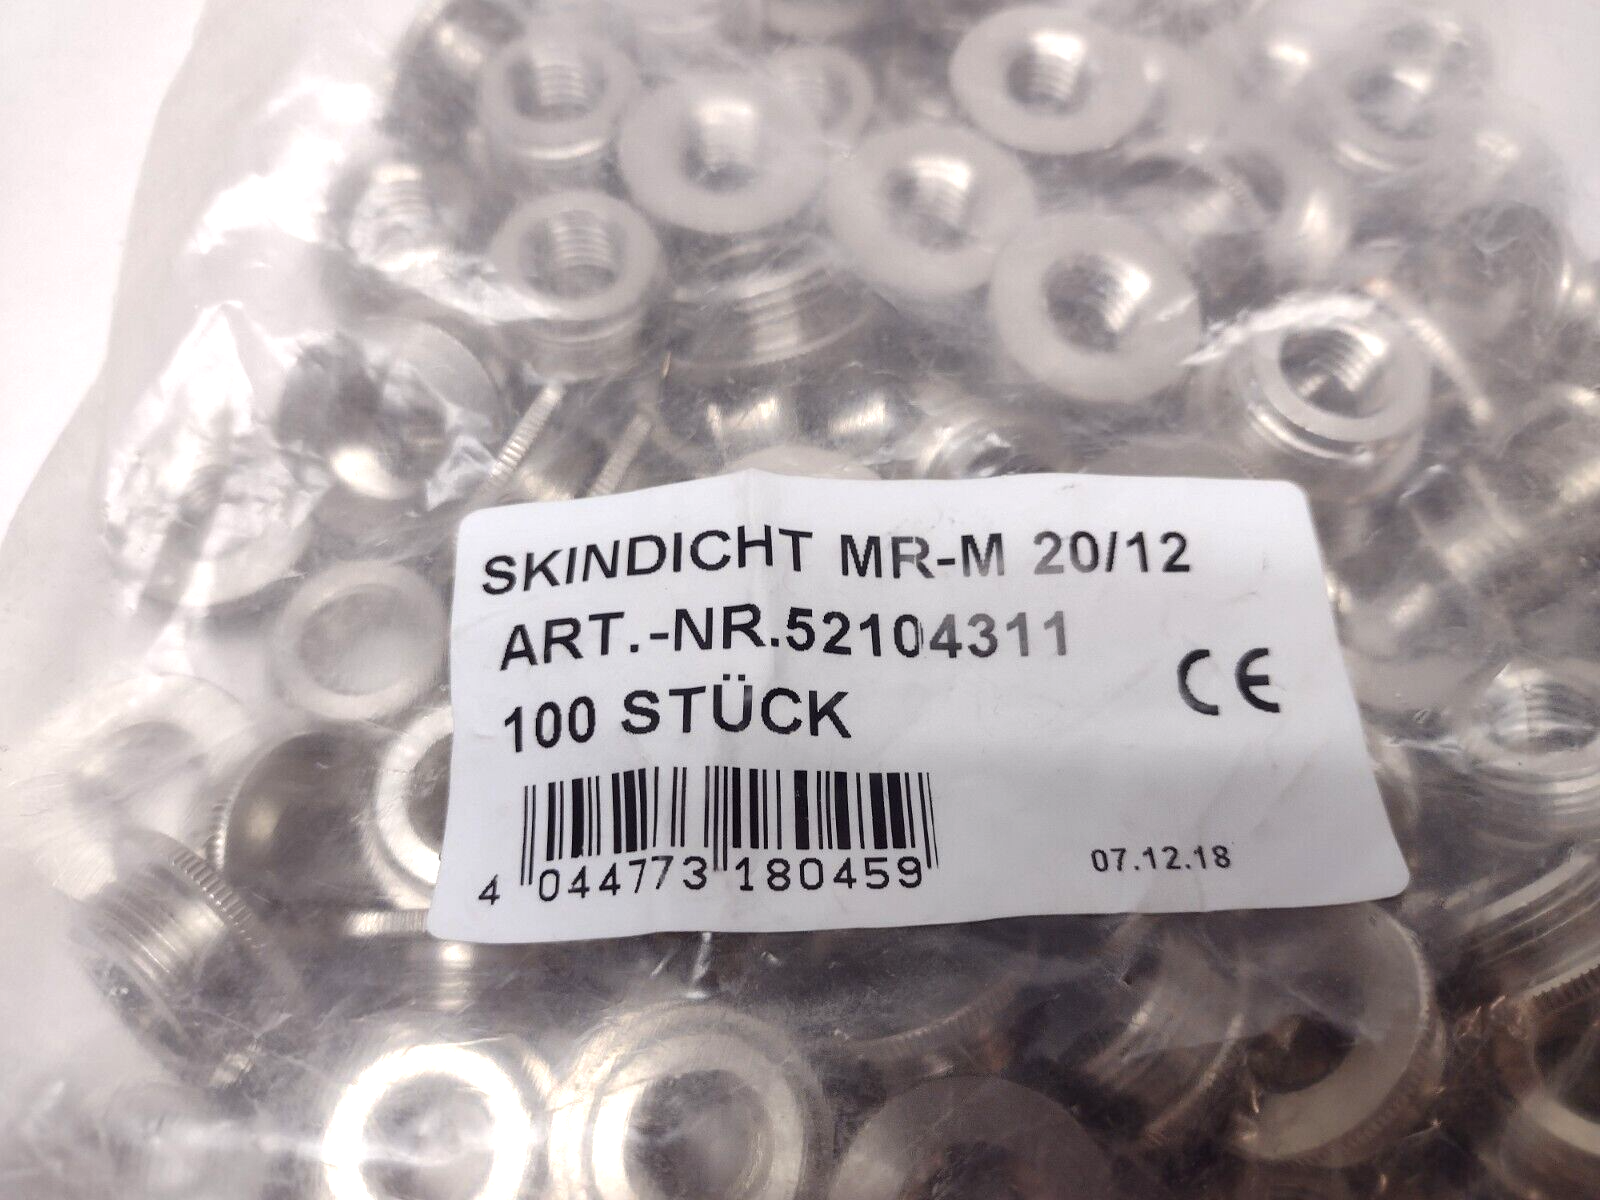 SKINDICHT MR-M 20/12
ART.-NR.52104311
100 STÜCK
CE
4 044773 180459
07.12.18